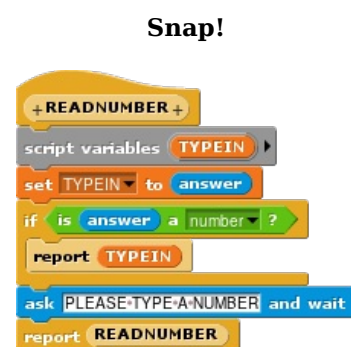 Snap!
+ READNUMBER +
script variables TYPEIN
set TYPEIN to answer
if is answer a number ?
report TYPEIN
ask PLEASE•TYPE•A•NUMBER and wait
report READNUMBER